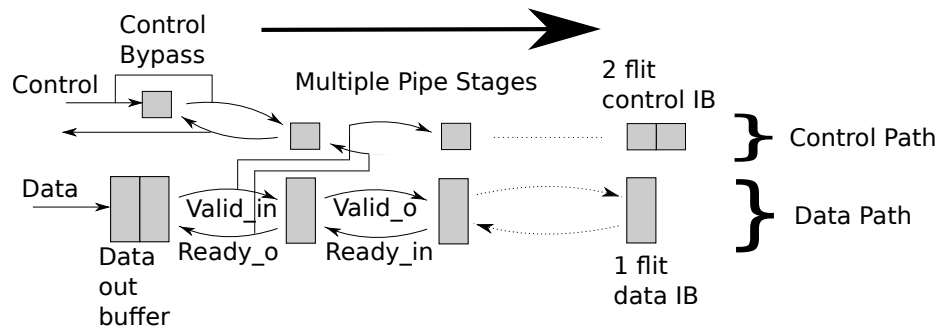 Control
Bypass
Control
Multiple Pipe Stages
2 flit
control IB
Control Path
Data
Valid_in
Valid_o
Data Path
Ready_o
Ready_in
Data
out
buffer
1 flit
data IB